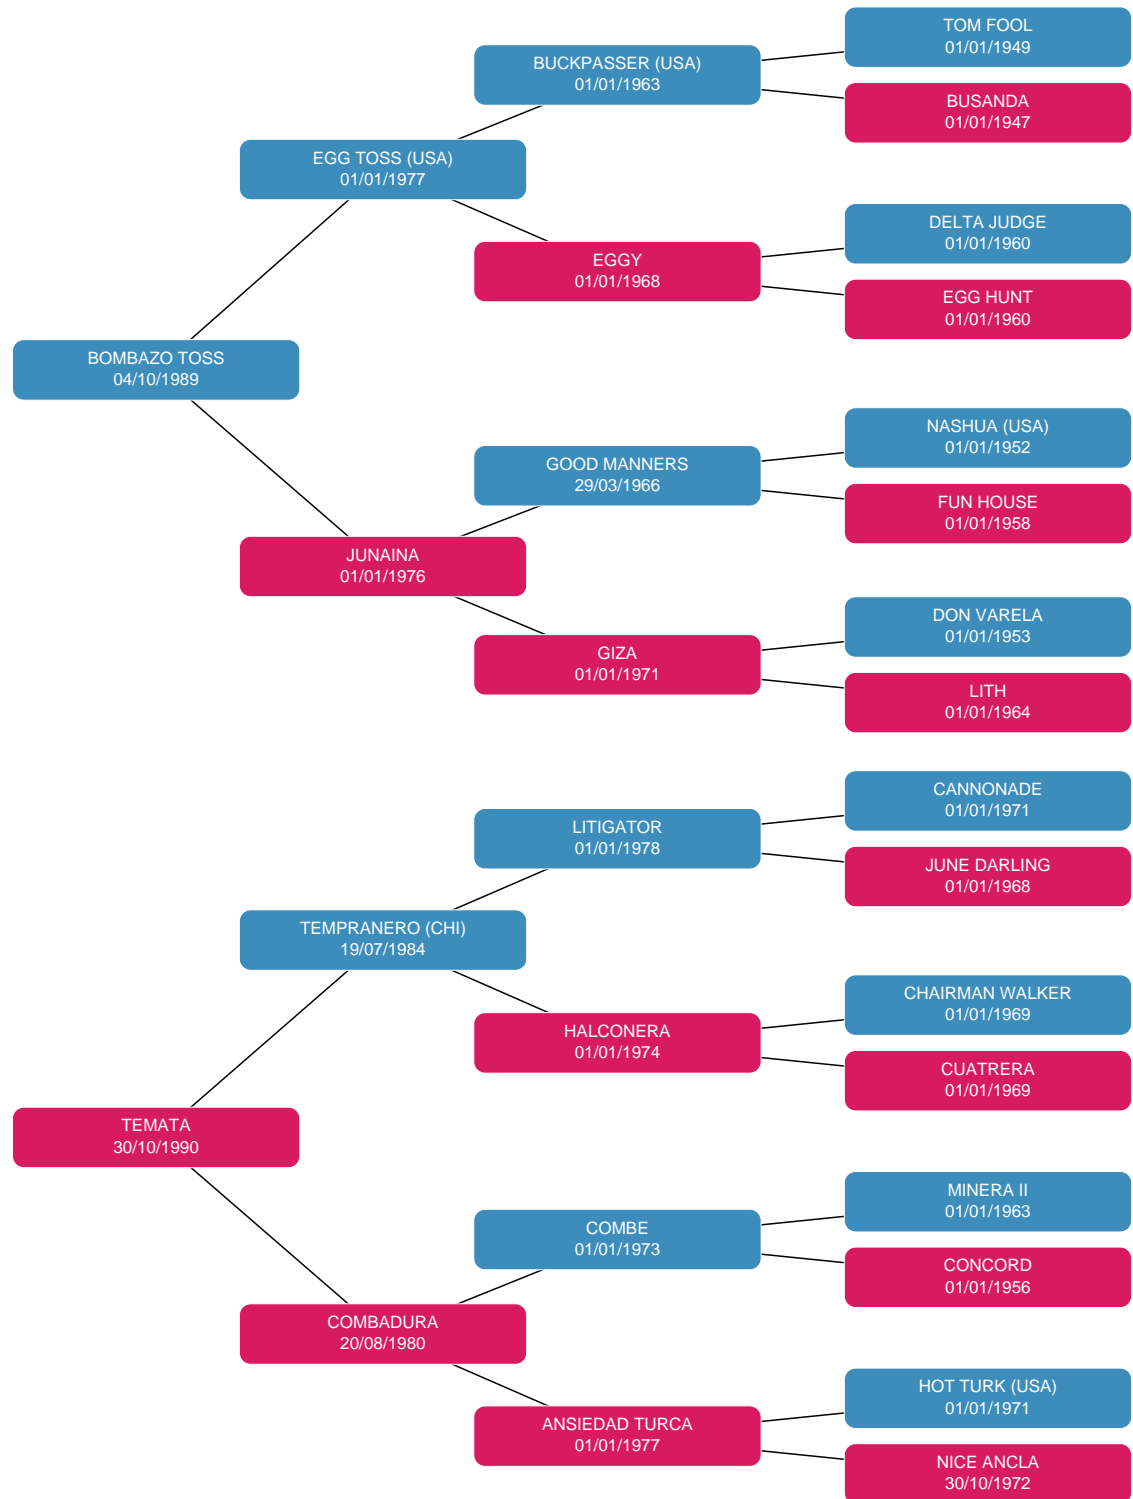 TOM FOOL
01/01/1949
BUCKPASSER (USA)
01/01/1963
BUSANDA
01/01/1947
EGG TOSS (USA)
01/01/1977
DELTA JUDGE
01/01/1960
EGGY
01/01/1968
EGG HUNT
01/01/1960
BOMBAZO TOSS
04/10/1989
NASHUA (USA)
01/01/1952
GOOD MANNERS
29/03/1966
FUN HOUSE
01/01/1958
JUNAINA
01/01/1976
DON VARELA
01/01/1953
GIZA
01/01/1971
LITH
01/01/1964
CANNONADE
01/01/1971
LITIGATOR
01/01/1978
JUNE DARLING
01/01/1968
TEMPRANERO (CHI)
19/07/1984
CHAIRMAN WALKER
01/01/1969
HALCONERA
01/01/1974
CUATRERA
01/01/1969
TEMATA
30/10/1990
MINERA II
01/01/1963
COMBE
01/01/1973
CONCORD
01/01/1956
COMBADURA
20/08/1980
HOT TURK (USA)
01/01/1971
ANSIEDAD TURCA
01/01/1977
NICE ANCLA
30/10/1972